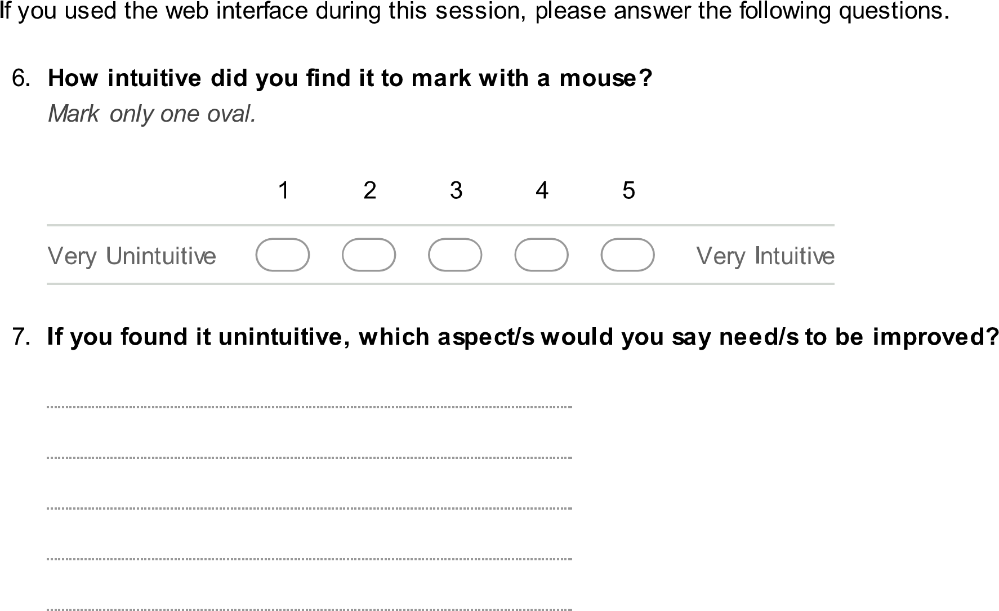 If you used the web interface during this session, please answer the following questions.
6. How intuitive did you find it to mark with a mouse?
Mark only one oval.
1 2 3 4 5
Very Unintuitive Very Intuitive
7. If you found it unintuitive, which aspect/s would you say need/s to be improved?